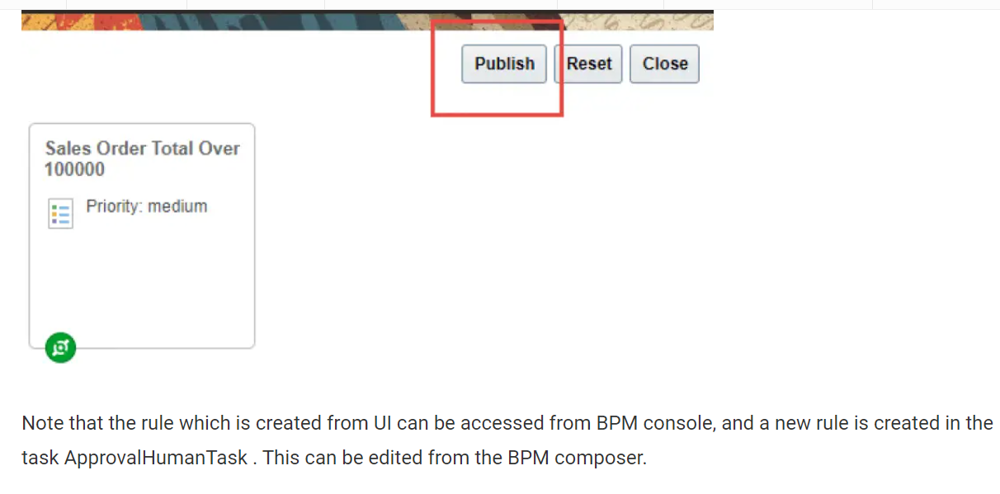 Publish Reset Close
Sales Order Total Over
100000
Priority: medium
Note that the rule which is created from UI can be accessed from BPM console, and a new rule is created in the
task ApprovalHumanTask . This can be edited from the BPM composer.